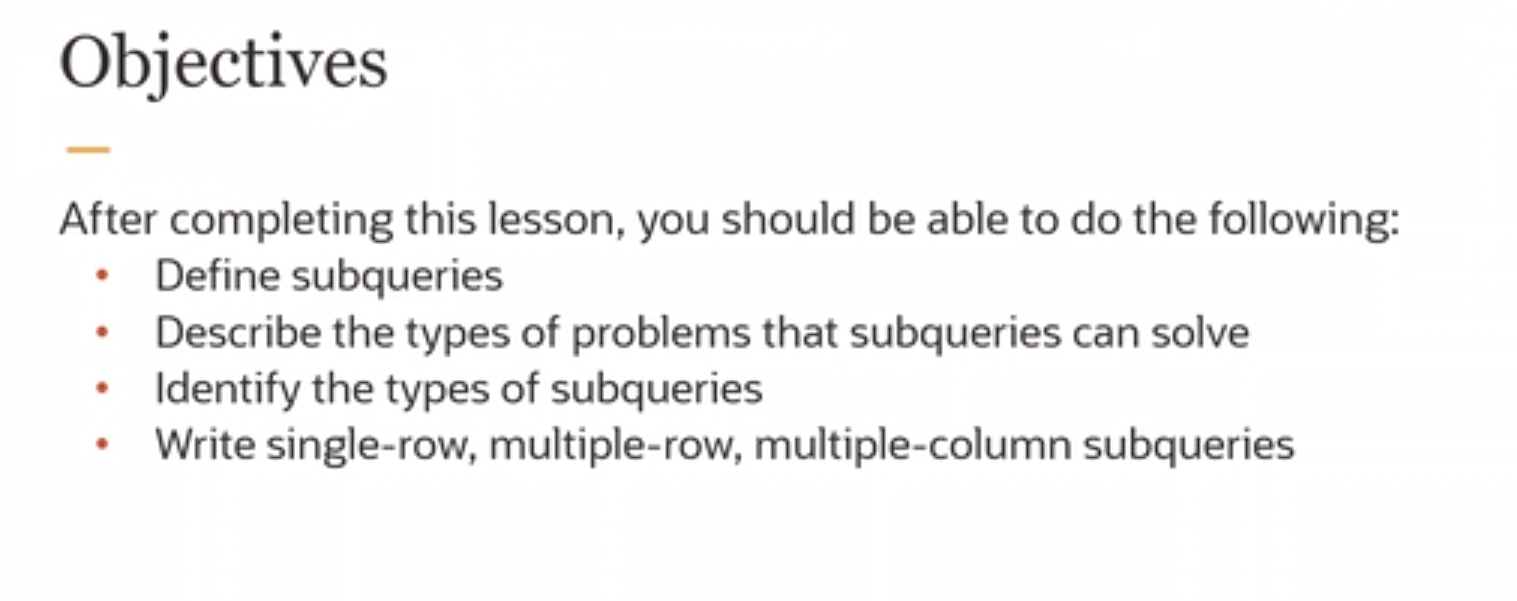 Objectives
After completing this lesson, you should be able to do the following:
• Define subqueries
• Describe the types of problems that subqueries can solve
• Identify the types of subqueries
• Write single-row, multiple-row, multiple-column subqueries